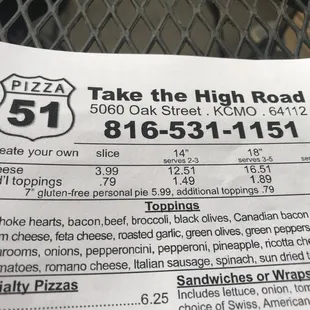 PIZZA
51
Take the High Road
5060 Oak Street . KCMO . 64112
816-531-1151
eate your own slice 14" 18"
serves 2-3 serves 3-5
eese 3.99 12.51 16.51
d'l toppings .79 1.49 1.89
7" gluten-free personal pie 5.99, additional toppings .79
Toppings
hoke hearts, bacon, beef, broccoli, black olives, Canadian bacon
m cheese, feta cheese, roasted garlic, green olives, green peppers
rooms, onions, pepperoncini, pepperoni, pineapple, ricotta che
matoes, romano cheese, Italian sausage, spinach, sun dried t
ialty Pizzas Sandwiches or Wraps
6.25 Includes lettuce, onion, tom
choice of Swiss, American